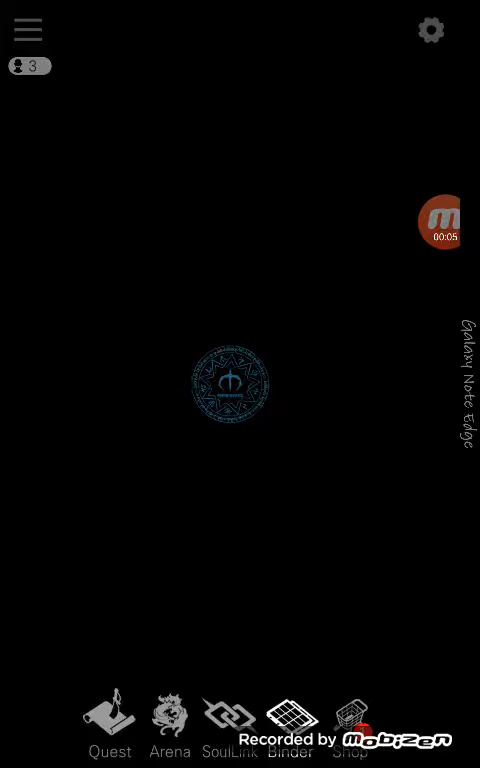 3
00:05
Galaxy Note Edge
Quest Arena SoulLink Binder Shop
Recorded by mobizen